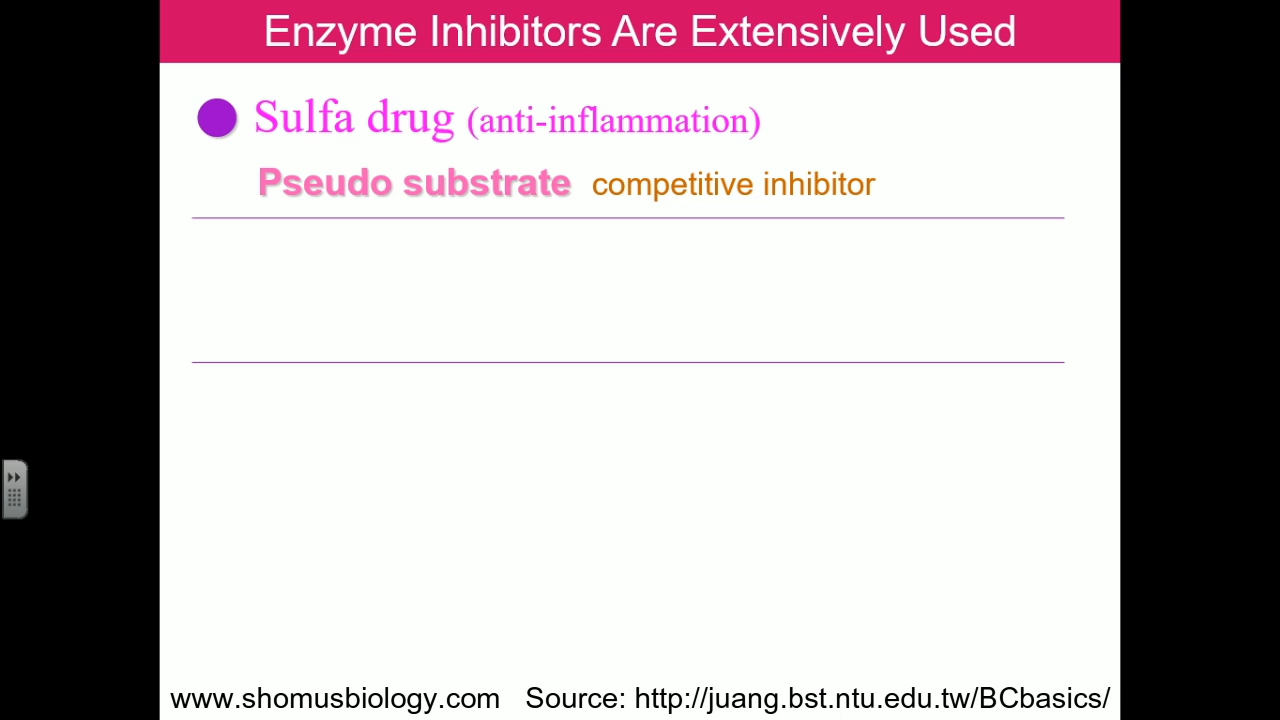 Enzyme Inhibitors Are Extensively Used
Sulfa drug (anti-inflammation)
Pseudo substrate competitive inhibitor
www.shomusbiology.com Source: http://juang.bst.ntu.edu.tw/BCbasics/